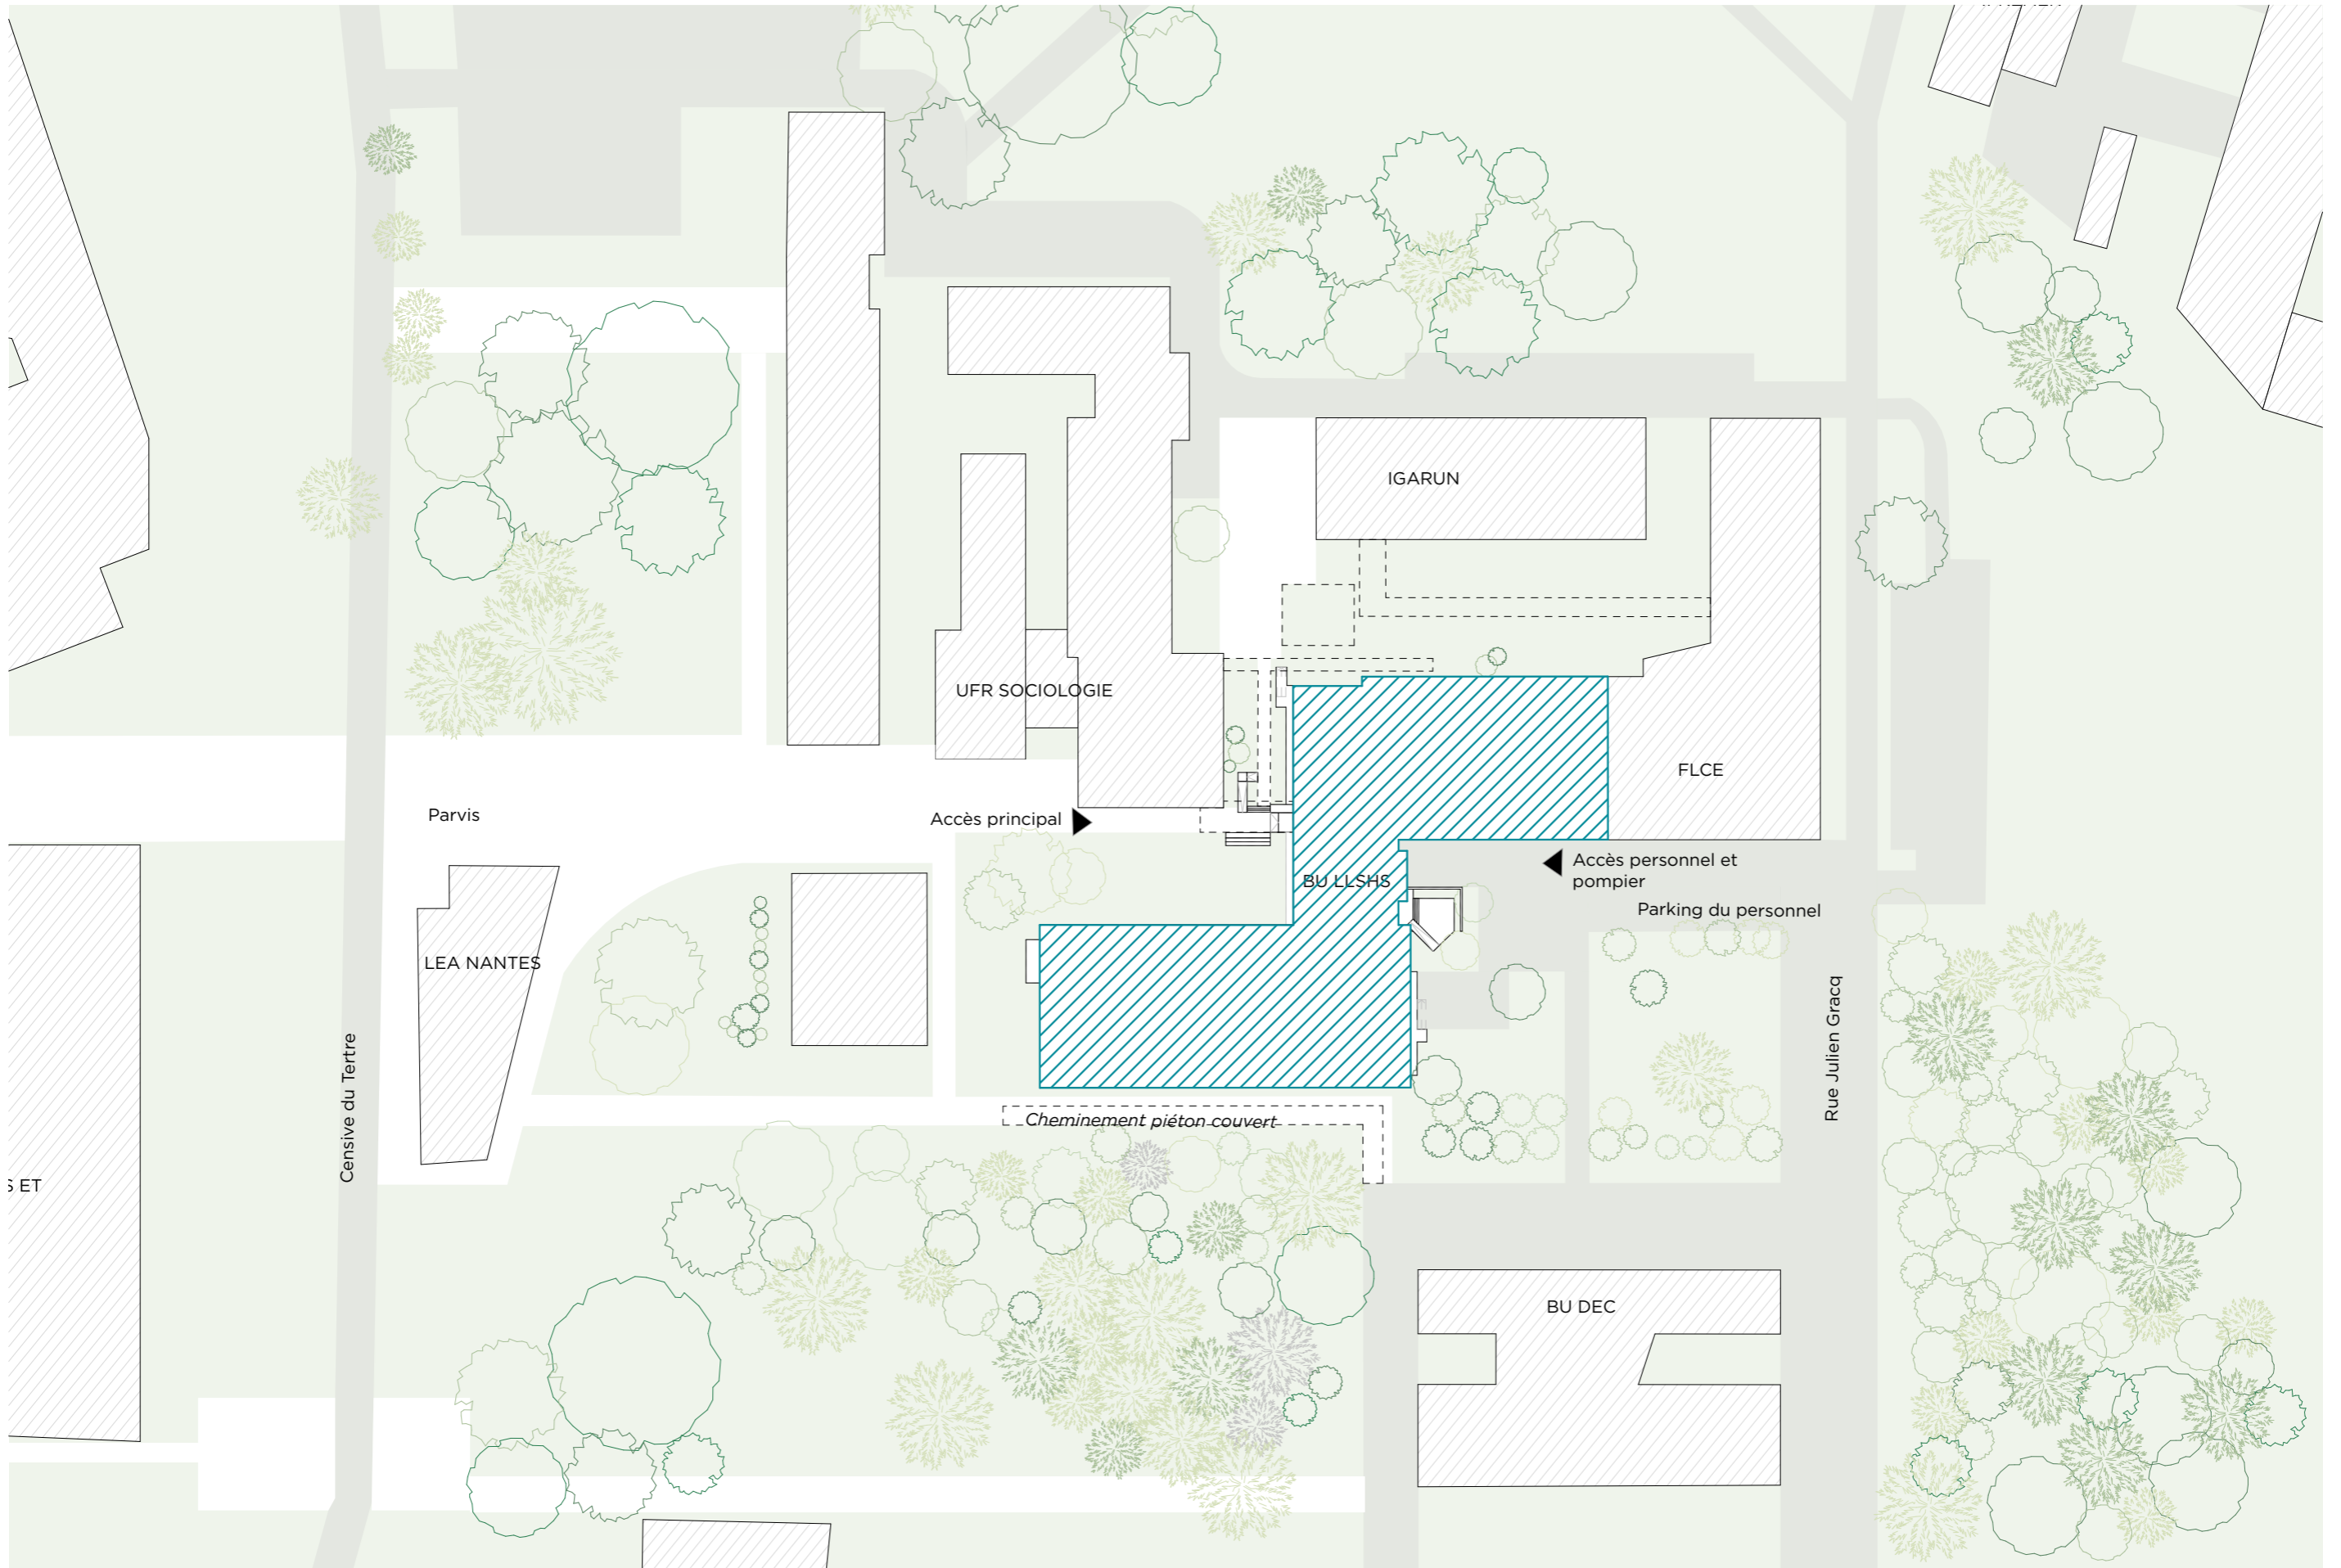 IGARUN
UFR SOCIOLOGIE
FLCE
Parvis
Accès principal
Accès personnel et
pompier
BU LLSHS
Parking du personnel
LEA NANTES
Censive du Tertre
Rue Julien Gracq
Cheminement piéton couvert
S ET
BU DEC